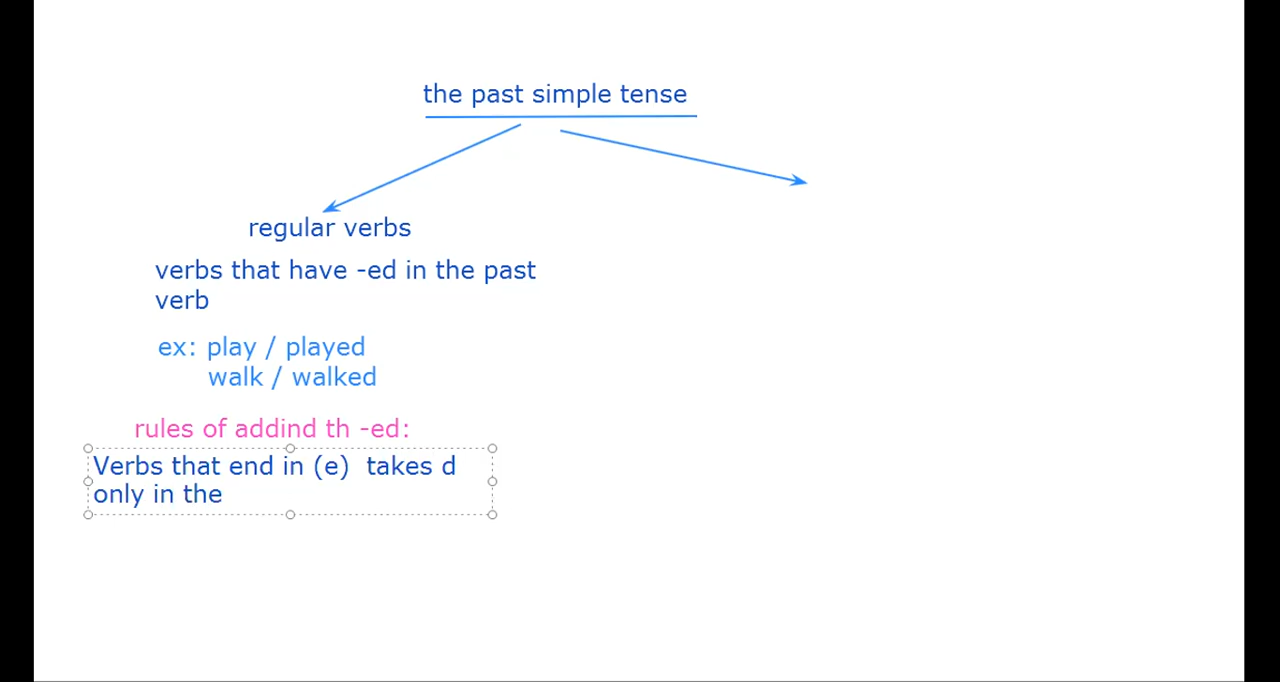 the past simple tense
regular verbs
verbs that have -ed in the past
verb
ex: play / played
walk / walked
rules of addind th -ed:
Verbs that end in (e)  takes d
only in the